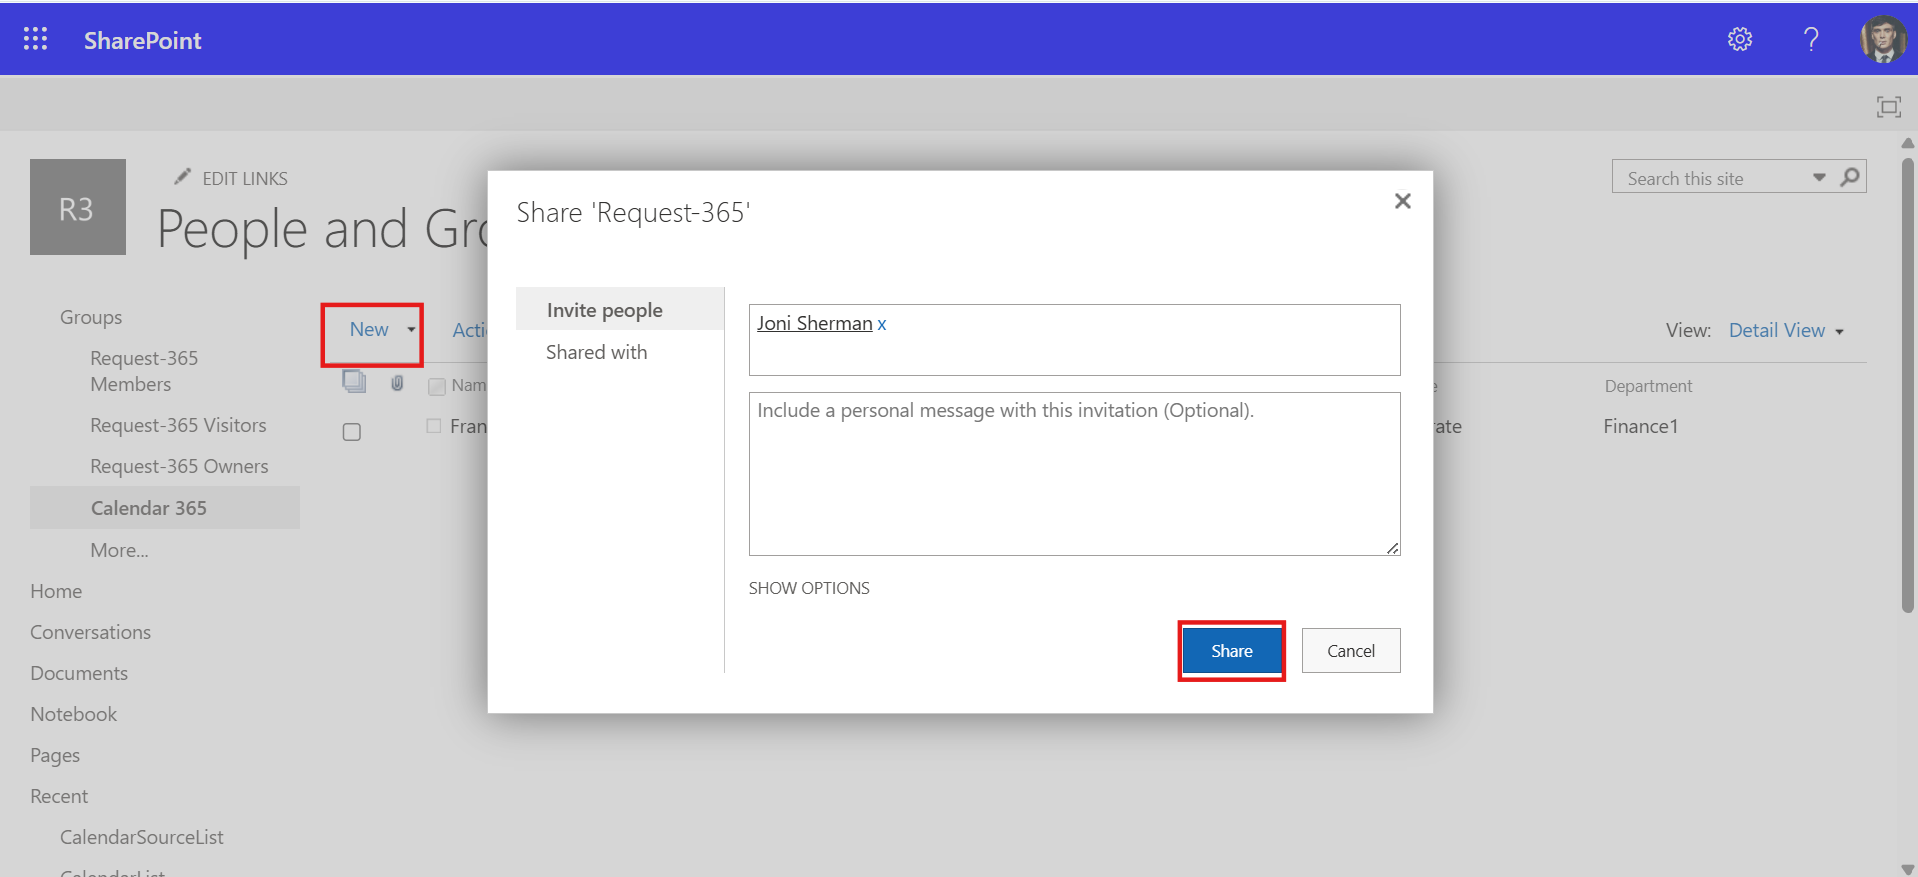 SharePoint
EDIT LINKS
R3
People and Gro
Search this site
Groups
Request-365
Members
Request-365 Visitors
Request-365 Owners
Calendar 365
More...
Home
Conversations
Documents
Notebook
Pages
Recent
CalendarSourceList
CalendarList
New
Acti
Nam
Fran
Share 'Request-365'
Invite people
Shared with
Joni Sherman x
Include a personal message with this invitation (Optional).
SHOW OPTIONS
Share
Cancel
View: Detail View
e
Department
rate
Finance1